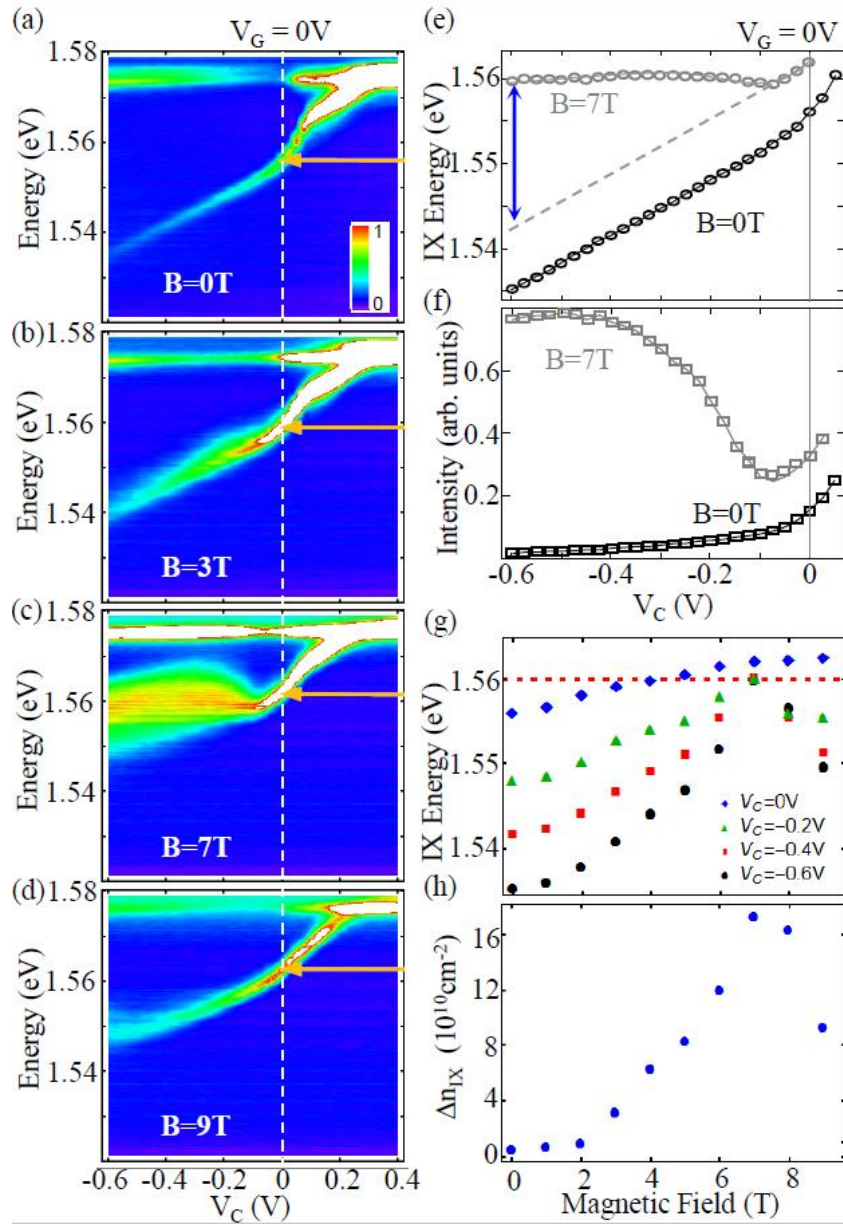 (a)
V_G = 0V
1.58
1.56
1.54
Energy (eV)
1
0
B=0T
(b)
1.58
1.56
1.54
Energy (eV)
B=3T
(c)
1.58
1.56
1.54
Energy (eV)
B=7T
(d)
1.58
1.56
1.54
Energy (eV)
B=9T
-0.6 -0.4 -0.2 0 0.2 0.4
V_C (V)
(e)
V_G = 0V
1.56
1.55
1.54
IX Energy (eV)
B=7T
B=0T
(f)
0.6
0.4
0.2
Intensity (arb. units)
B=7T
B=0T
-0.6 -0.4 -0.2 0
V_C (V)
(g)
1.56
1.55
1.54
IX Energy (eV)
V_C=0V
V_C=-0.2V
V_C=-0.4V
V_C=-0.6V
(h)
16
12
8
4
0
Δn_IX (10^10cm^-2)
0 2 4 6 8
Magnetic Field (T)